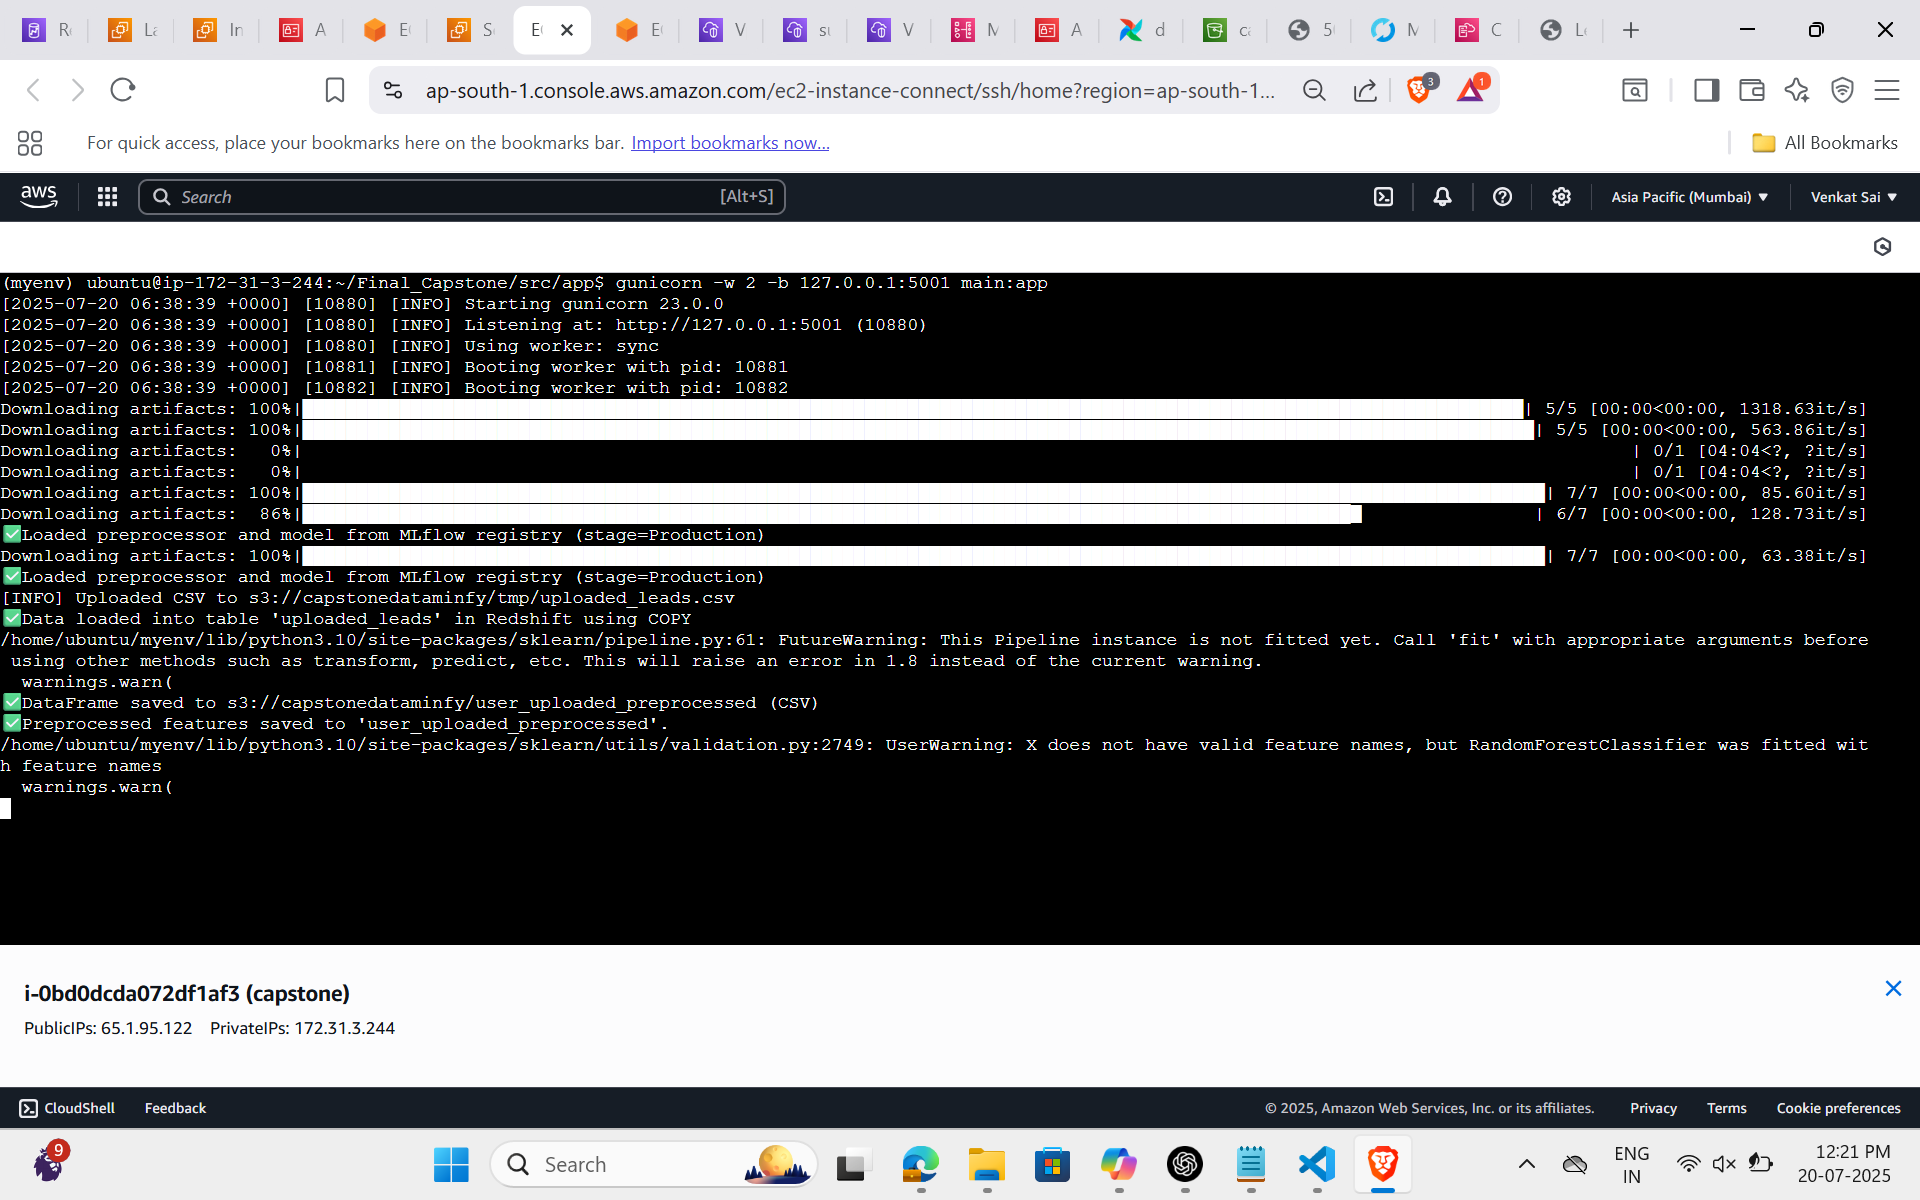 Re
La
In
A
EC
S
EC
EC
V
su
V
M
A
d
ca
50
M
C
Le
ap-south-1.console.aws.amazon.com/ec2-instance-connect/ssh/home?region=ap-south-1...
3
1
For quick access, place your bookmarks here on the bookmarks bar. Import bookmarks now...
All Bookmarks
aws
Search
[Alt+S]
Asia Pacific (Mumbai)
Venkat Sai
(myenv) ubuntu@ip-172-31-3-244:~/Final_Capstone/src/app$ gunicorn -w 2 -b 127.0.0.1:5001 main:app
[2025-07-20 06:38:39 +0000] [10880] [INFO] Starting gunicorn 23.0.0
[2025-07-20 06:38:39 +0000] [10880] [INFO] Listening at: http://127.0.0.1:5001 (10880)
[2025-07-20 06:38:39 +0000] [10880] [INFO] Using worker: sync
[2025-07-20 06:38:39 +0000] [10881] [INFO] Booting worker with pid: 10881
[2025-07-20 06:38:39 +0000] [10882] [INFO] Booting worker with pid: 10882
Downloading artifacts: 100%| | 5/5 [00:00<00:00, 1318.63it/s]
Downloading artifacts: 100%| | 5/5 [00:00<00:00, 563.86it/s]
Downloading artifacts: 0%| | 0/1 [04:04<?, ?it/s]
Downloading artifacts: 0%| | 0/1 [04:04<?, ?it/s]
Downloading artifacts: 100%| | 7/7 [00:00<00:00, 85.60it/s]
Downloading artifacts: 86%| | 6/7 [00:00<00:00, 128.73it/s]
✅Loaded preprocessor and model from MLflow registry (stage=Production)
Downloading artifacts: 100%| | 7/7 [00:00<00:00, 63.38it/s]
✅Loaded preprocessor and model from MLflow registry (stage=Production)
[INFO] Uploaded CSV to s3://capstonedataminfy/tmp/uploaded_leads.csv
✅Data loaded into table 'uploaded_leads' in Redshift using COPY
/home/ubuntu/myenv/lib/python3.10/site-packages/sklearn/pipeline.py:61: FutureWarning: This Pipeline instance is not fitted yet. Call 'fit' with appropriate arguments before
using other methods such as transform, predict, etc. This will raise an error in 1.8 instead of the current warning.
warnings.warn(
✅DataFrame saved to s3://capstonedataminfy/user_uploaded_preprocessed (CSV)
✅Preprocessed features saved to 'user_uploaded_preprocessed'.
/home/ubuntu/myenv/lib/python3.10/site-packages/sklearn/utils/validation.py:2749: UserWarning: X does not have valid feature names, but RandomForestClassifier was fitted wit
h feature names
warnings.warn(
i-0bd0dcda072df1af3 (capstone)
PublicIPs: 65.1.95.122 PrivateIPs: 172.31.3.244
CloudShell
Feedback
© 2025, Amazon Web Services, Inc. or its affiliates.
Privacy
Terms
Cookie preferences
9
Search
ENG
IN
12:21 PM
20-07-2025